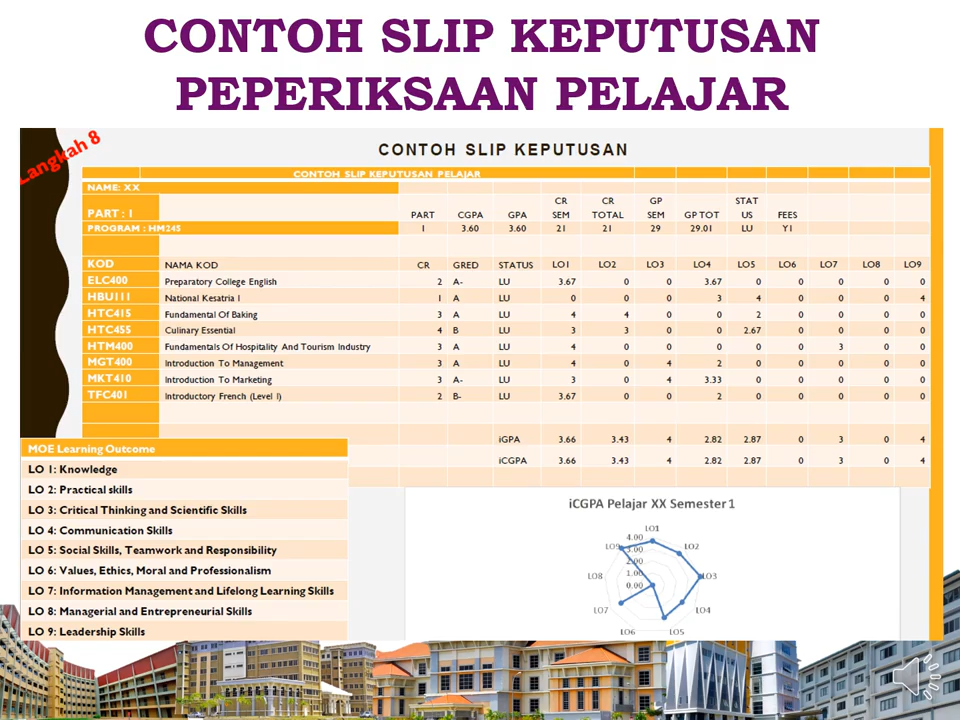 CONTOH SLIP KEPUTUSAN
PEPERIKSAAN PELAJAR
Langkah 8
CONTOH SLIP KEPUTUSAN
CONTOH SLIP KEPUTUSAN PELAJAR
NAME: XX
PART : 1 PART CGPA GPA CR SEM CR TOTAL GP SEM GP TOT STAT US FEES
PROGRAM : HM245 1 3.60 3.60 21 21 29 29.01 LU Y1
KOD NAMA KOD CR GRED STATUS LO1 LO2 LO3 LO4 LO5 LO6 LO7 LO8 LO9
ELC400 Preparatory College English 2 A- LU 3.67 0 0 3.67 0 0 0 0 0
HBU111 National Kesatria I 1 A LU 0 0 0 3 4 0 0 0 4
HTC415 Fundamental Of Baking 3 A LU 4 4 0 0 2 0 0 0 0
HTC455 Culinary Essential 4 B LU 3 3 0 0 2.67 0 0 0 0
HTM400 Fundamentals Of Hospitality And Tourism Industry 3 A LU 4 0 0 0 0 0 3 0 0
MGT400 Introduction To Management 3 A LU 4 0 4 2 0 0 0 0 0
MKT410 Introduction To Marketing 3 A- LU 3 0 4 3.33 0 0 0 0 0
TFC401 Introductory French (Level I) 2 B- LU 3.67 0 0 2 0 0 0 0 0
iGPA 3.66 3.43 4 2.82 2.87 0 3 0 4
iCGPA 3.66 3.43 4 2.82 2.87 0 3 0 4
MOE Learning Outcome
LO 1: Knowledge
LO 2: Practical skills
LO 3: Critical Thinking and Scientific Skills
LO 4: Communication Skills
LO 5: Social Skills, Teamwork and Responsibility
LO 6: Values, Ethics, Moral and Professionalism
LO 7: Information Management and Lifelong Learning Skills
LO 8: Managerial and Entrepreneurial Skills
LO 9: Leadership Skills
iCGPA Pelajar XX Semester 1
LO1
4.00
LO9 3.00 LO2
2.00
LO8 1.00 LO3
0.00
LO7 LO4
LO6 LO5